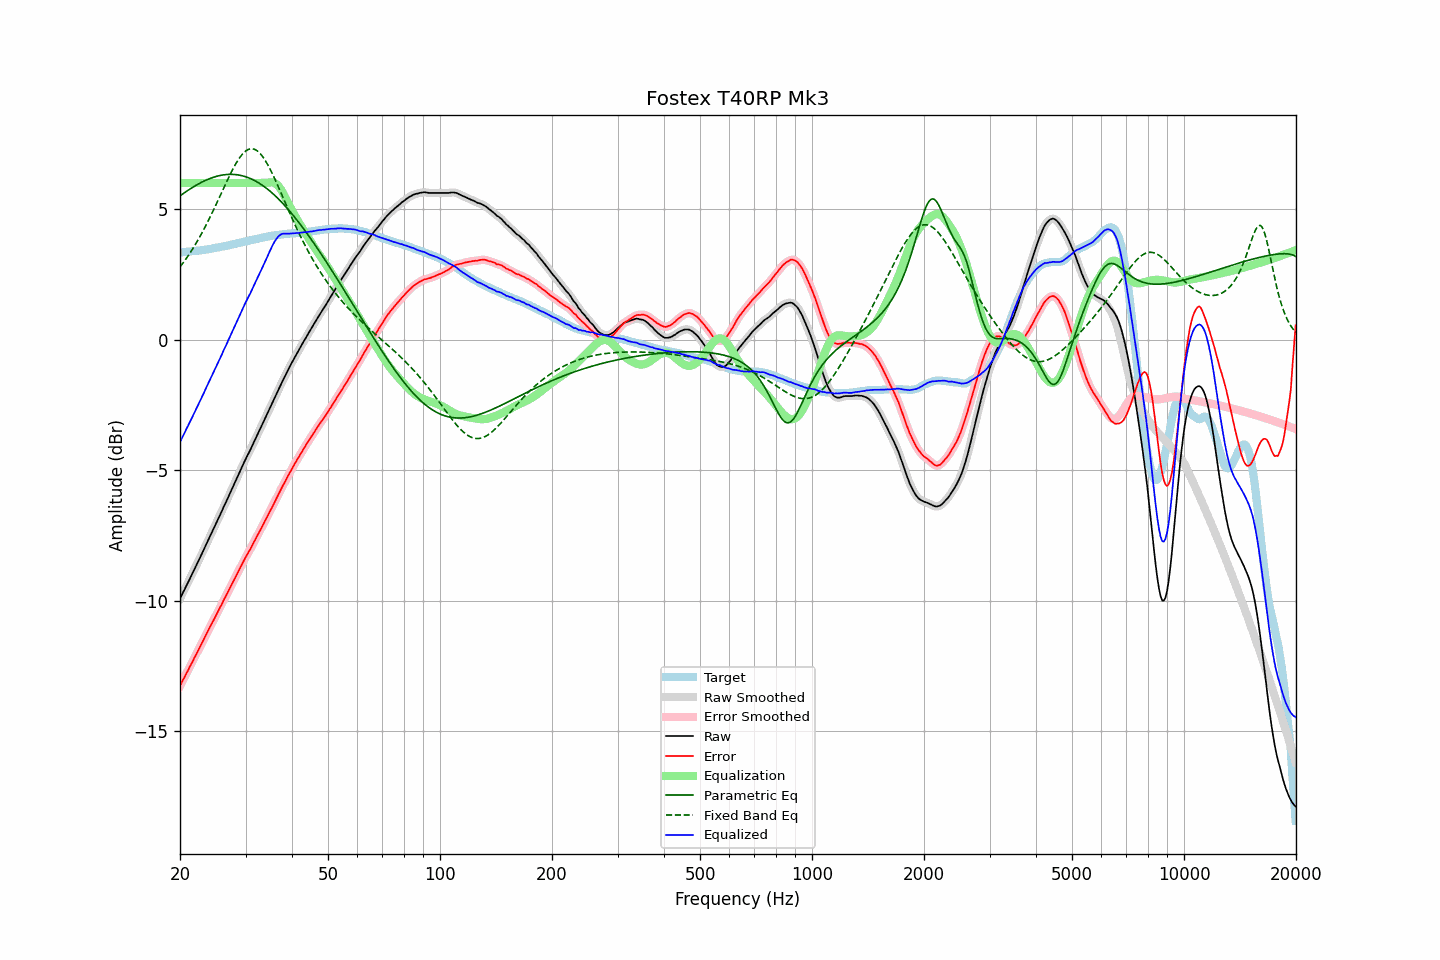 Fostex T40RP Mk3
Amplitude (dBr)
5
0
−5
−10
−15
Target
Raw Smoothed
Error Smoothed
Raw
Error
Equalization
Parametric Eq
Fixed Band Eq
Equalized
20 50 100 200 500 1000 2000 5000 10000 20000
Frequency (Hz)